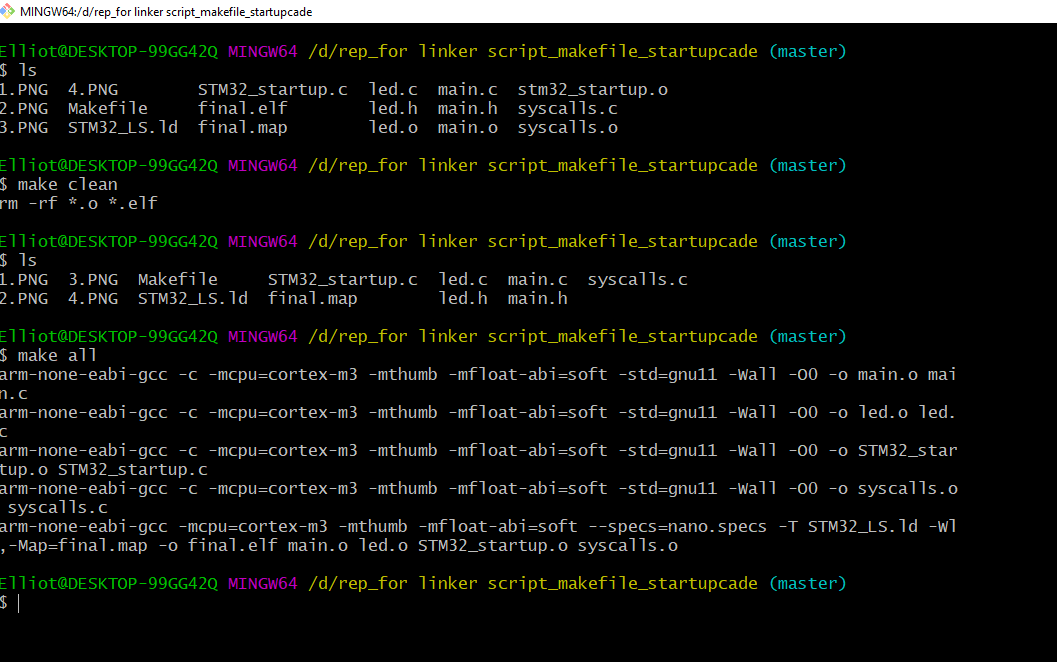 MINGW64:/d/rep_for linker script_makefile_startupcade
Elliot@DESKTOP-99GG42Q MINGW64 /d/rep_for linker script_makefile_startupcade (master)
$ ls
1.PNG  4.PNG        STM32_startup.c  led.c  main.c  stm32_startup.o
2.PNG  Makefile     final.elf        led.h  main.h  syscalls.c
3.PNG  STM32_LS.ld  final.map        led.o  main.o  syscalls.o
Elliot@DESKTOP-99GG42Q MINGW64 /d/rep_for linker script_makefile_startupcade (master)
$ make clean
rm -rf *.o *.elf
Elliot@DESKTOP-99GG42Q MINGW64 /d/rep_for linker script_makefile_startupcade (master)
$ ls
1.PNG  3.PNG  Makefile     STM32_startup.c  led.c  main.c  syscalls.c
2.PNG  4.PNG  STM32_LS.ld  final.map        led.h  main.h
Elliot@DESKTOP-99GG42Q MINGW64 /d/rep_for linker script_makefile_startupcade (master)
$ make all
arm-none-eabi-gcc -c -mcpu=cortex-m3 -mthumb -mfloat-abi=soft -std=gnu11 -Wall -O0 -o main.o mai
n.c
arm-none-eabi-gcc -c -mcpu=cortex-m3 -mthumb -mfloat-abi=soft -std=gnu11 -Wall -O0 -o led.o led.
c
arm-none-eabi-gcc -c -mcpu=cortex-m3 -mthumb -mfloat-abi=soft -std=gnu11 -Wall -O0 -o STM32_star
tup.o STM32_startup.c
arm-none-eabi-gcc -c -mcpu=cortex-m3 -mthumb -mfloat-abi=soft -std=gnu11 -Wall -O0 -o syscalls.o
 syscalls.c
arm-none-eabi-gcc -mcpu=cortex-m3 -mthumb -mfloat-abi=soft --specs=nano.specs -T STM32_LS.ld -Wl
,-Map=final.map -o final.elf main.o led.o STM32_startup.o syscalls.o
Elliot@DESKTOP-99GG42Q MINGW64 /d/rep_for linker script_makefile_startupcade (master)
$